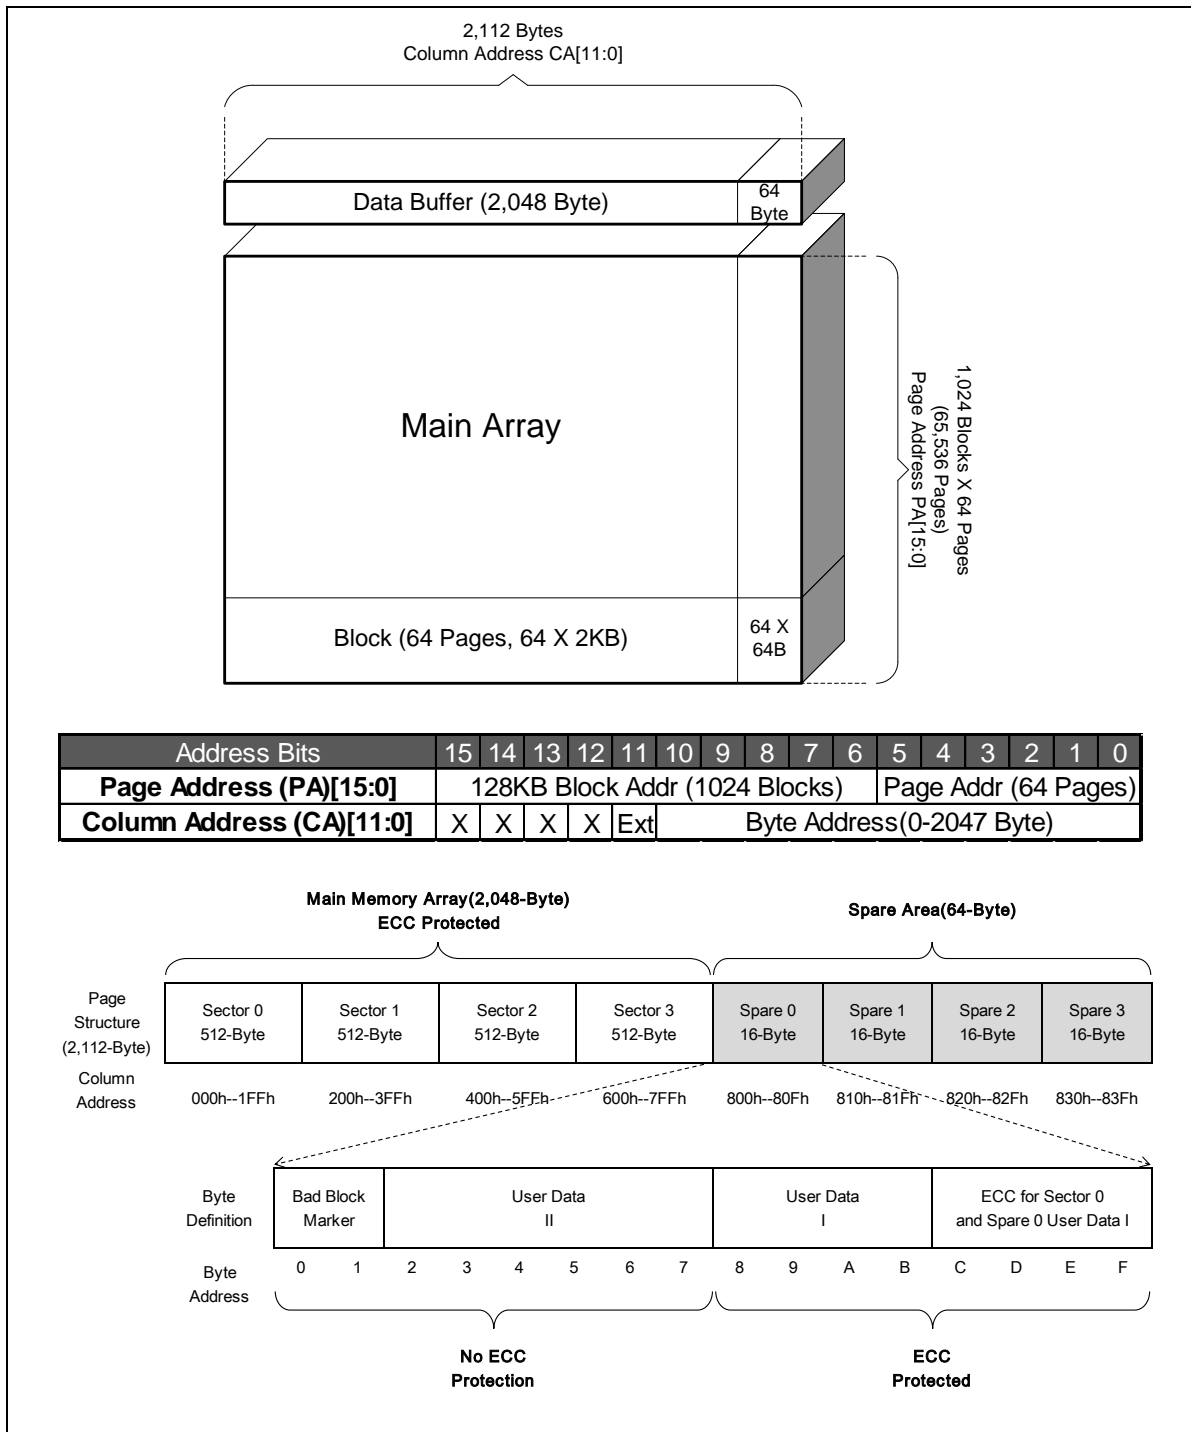 2,112 Bytes
Column Address CA[11:0]
Data Buffer (2,048 Byte)
64
Byte
Main Array
1,024 Blocks X 64 Pages
(65,536 Pages)
Page Address PA[15:0]
Block (64 Pages, 64 X 2KB)
64 X
64B
Address Bits 15 14 13 12 11 10 9 8 7 6 5 4 3 2 1 0
Page Address (PA)[15:0] 128KB Block Addr (1024 Blocks) Page Addr (64 Pages)
Column Address (CA)[11:0] X X X X Ext Byte Address(0-2047 Byte)
Main Memory Array(2,048-Byte)
ECC Protected
Spare Area(64-Byte)
Page
Structure
(2,112-Byte)
Sector 0
512-Byte
Sector 1
512-Byte
Sector 2
512-Byte
Sector 3
512-Byte
Spare 0
16-Byte
Spare 1
16-Byte
Spare 2
16-Byte
Spare 3
16-Byte
Column
Address
000h--1FFh 200h--3FFh 400h--5FFh 600h--7FFh 800h--80Fh 810h--81Fh 820h--82Fh 830h--83Fh
Byte
Definition
Bad Block
Marker
User Data
II
User Data
I
ECC for Sector 0
and Spare 0 User Data I
Byte
Address
0 1 2 3 4 5 6 7 8 9 A B C D E F
No ECC
Protection
ECC
Protected